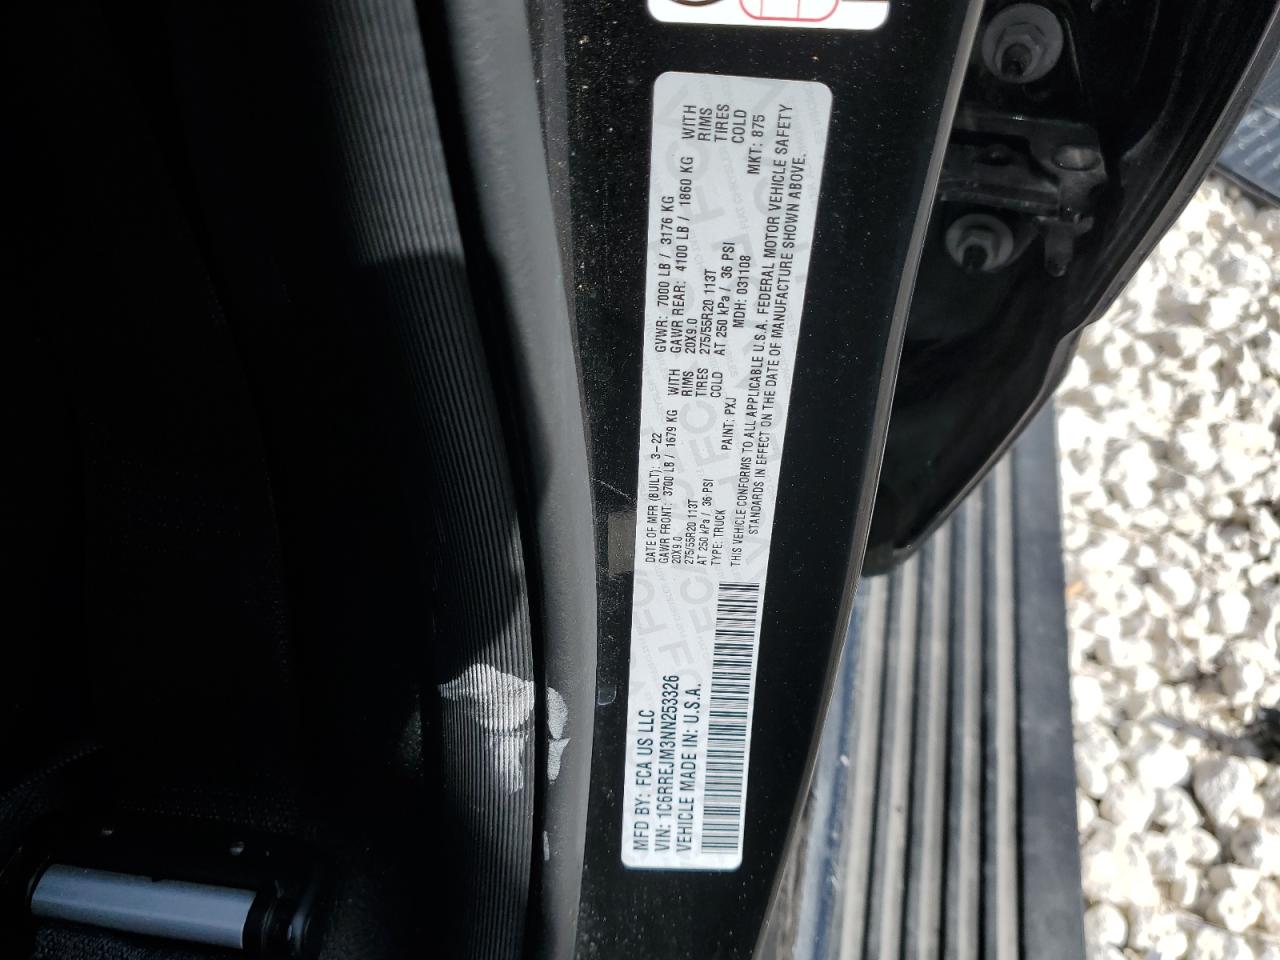 MFD BY: FCA US LLC
VIN: 1C6RREJM3NN253326
VEHICLE MADE IN: U.S.A.
DATE OF MFR (BUILT): 3-22
GAWR FRONT: 3700 LB / 1679 KG WITH
20X9.0 RIMS
275/55R20 113T TIRES
AT 250 kPa / 36 PSI COLD
TYPE: TRUCK PAINT: PXJ
GVWR: 7000 LB / 3176 KG
GAWR REAR: 4100 LB / 1860 KG WITH
20X9.0 RIMS
275/55R20 113T TIRES
AT 250 kPa / 36 PSI COLD
MDH: 031108 MKT: 875
THIS VEHICLE CONFORMS TO ALL APPLICABLE U.S.A. FEDERAL MOTOR VEHICLE SAFETY
STANDARDS IN EFFECT ON THE DATE OF MANUFACTURE SHOWN ABOVE.